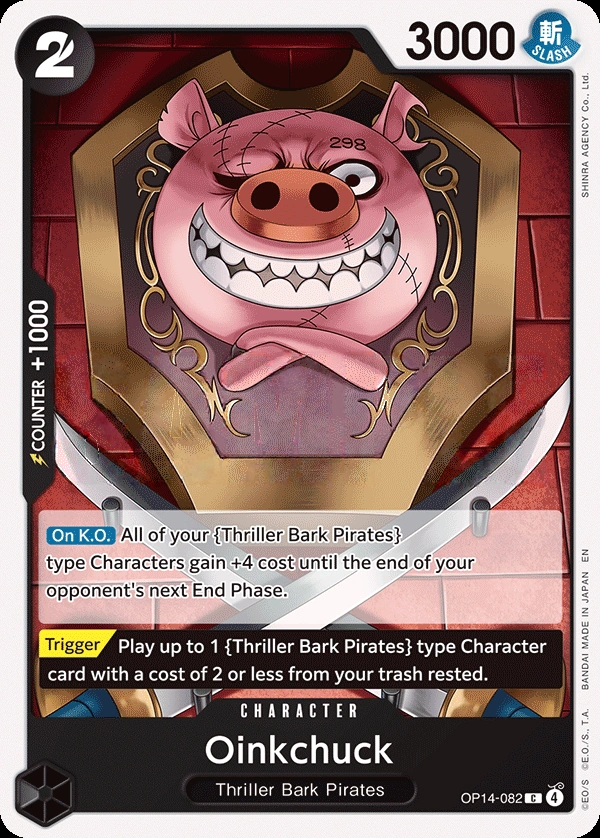 2
3000
斬
SLASH
SHINRA AGENCY Co., Ltd.
298
COUNTER +1000
On K.O. All of your {Thriller Bark Pirates}
type Characters gain +4 cost until the end of your
opponent's next End Phase.
Trigger Play up to 1 {Thriller Bark Pirates} type Character
card with a cost of 2 or less from your trash rested.
CHARACTER
Oinkchuck
Thriller Bark Pirates
OP14-082 C 4
©EO/S ©E.O./S., T.A. BANDAI MADE IN JAPAN EN